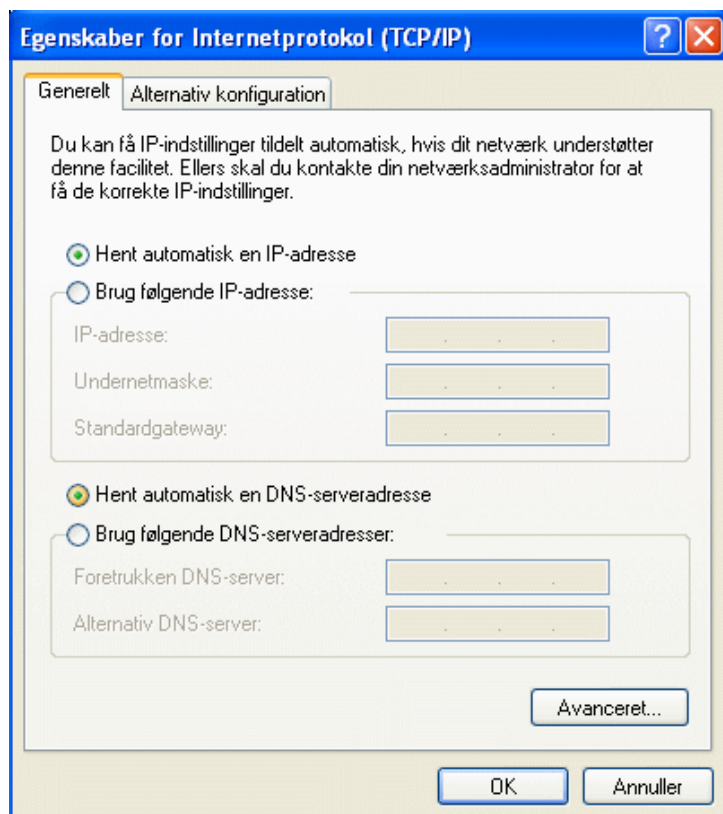 Egenskaber for Internetprotokol (TCP/IP)
Generelt
Alternativ konfiguration
Du kan få IP-indstillinger tildelt automatisk, hvis dit netværk understøtter
denne facilitet. Ellers skal du kontakte din netværksadministrator for at
få de korrekte IP-indstillinger.
Hent automatisk en IP-adresse
Brug følgende IP-adresse:
IP-adresse:
Undernetmaske:
Standardgateway:
Hent automatisk en DNS-serveradresse
Brug følgende DNS-serveradresser:
Foretrukken DNS-server:
Alternativ DNS-server:
Avanceret...
OK
Annuller